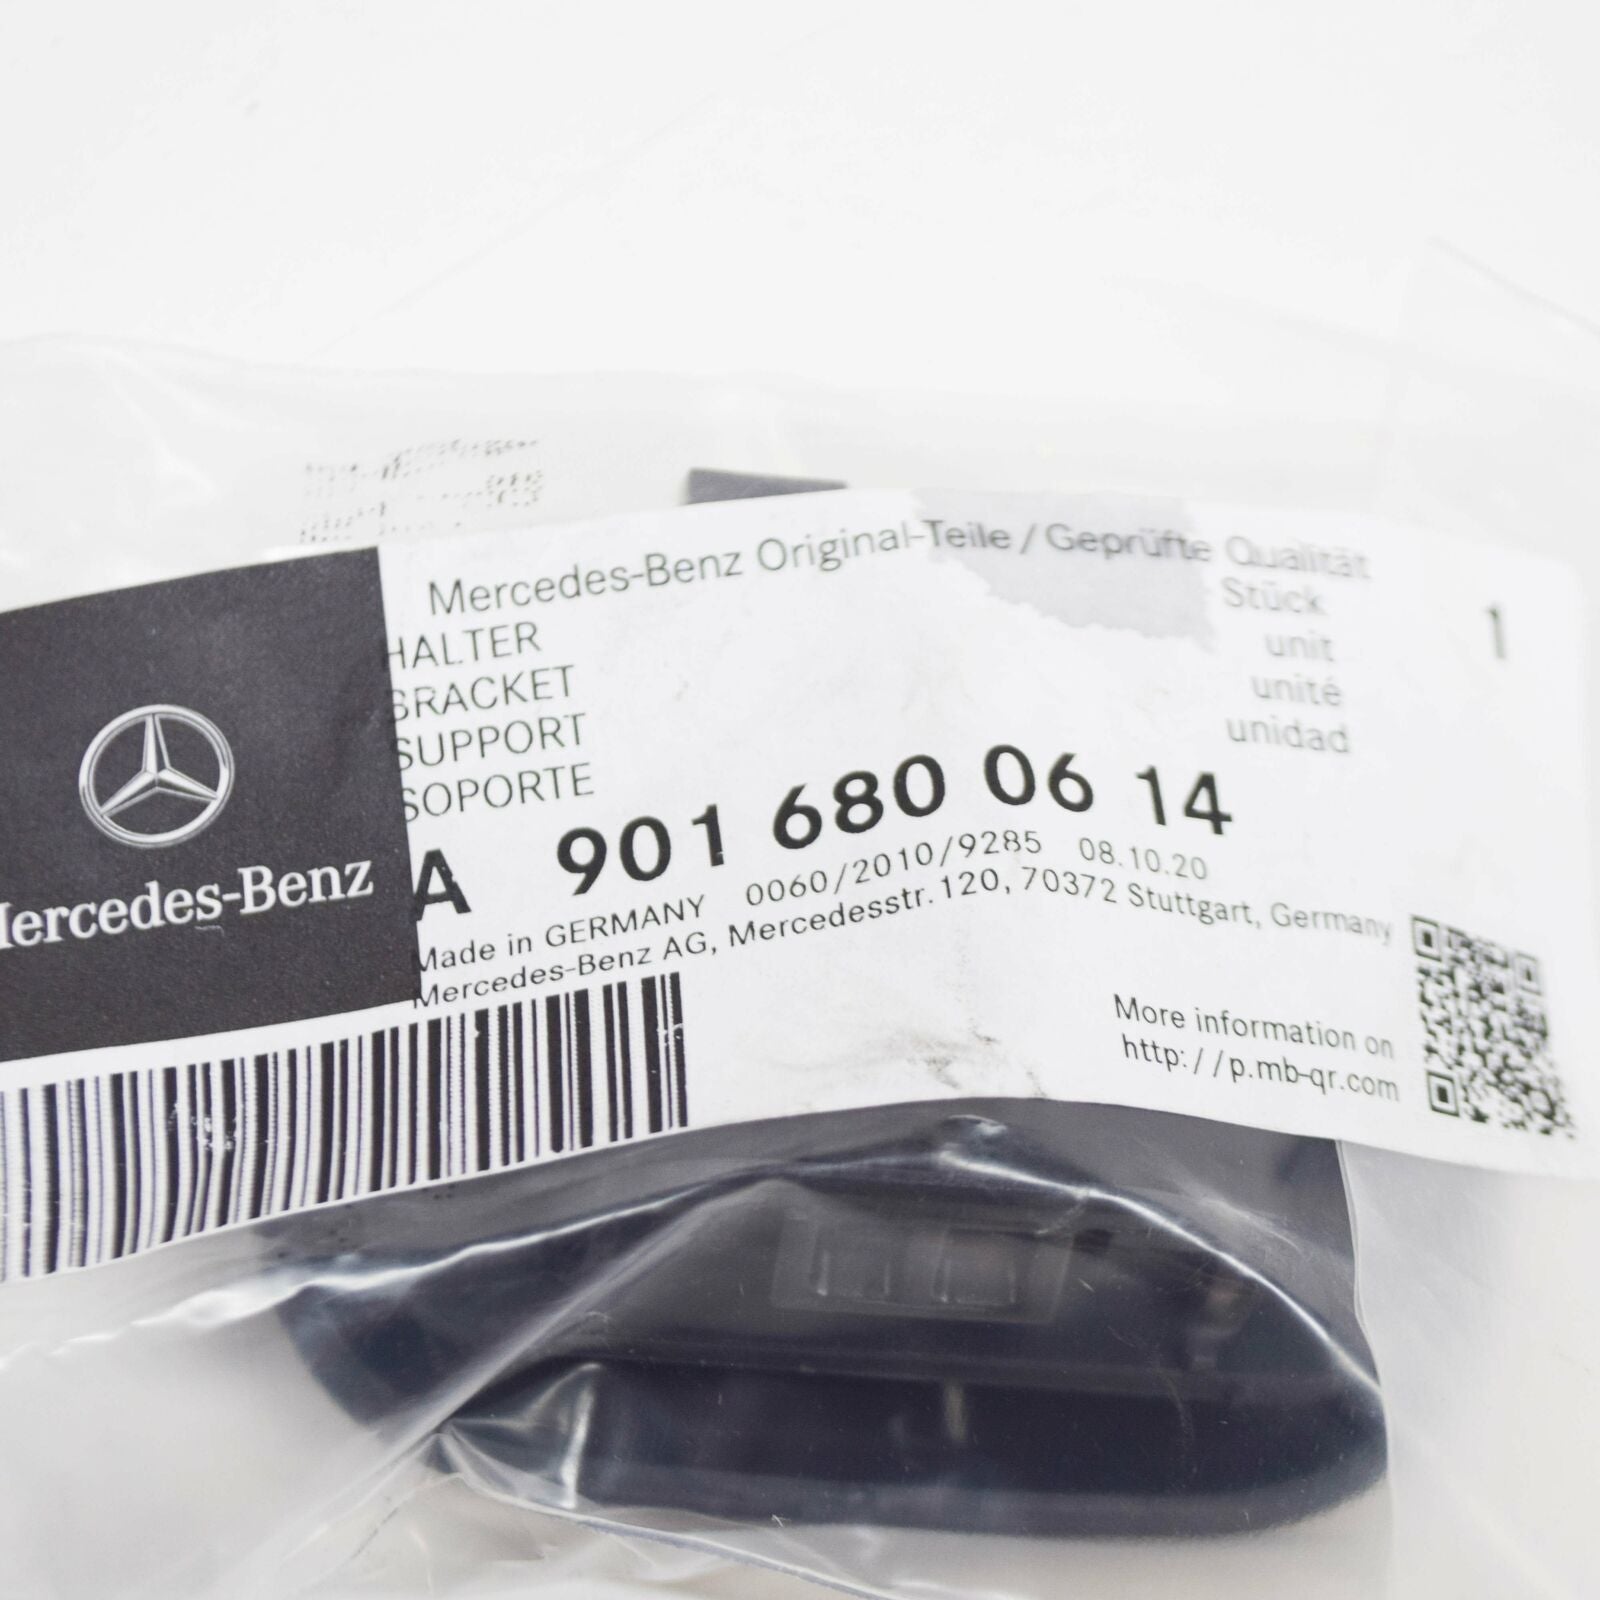 Mercedes-Benz Original-Teile / Geprüfte Qualität
HALTER
BRACKET
SUPPORT
SOPORTE
Stück
unit
unité
unidad
1
Mercedes-Benz
A 901 680 06 14
Made in GERMANY 0060/2010/9285 08.10.20
Mercedes-Benz AG, Mercedesstr. 120, 70372 Stuttgart, Germany
More information on
http://p.mb-qr.com